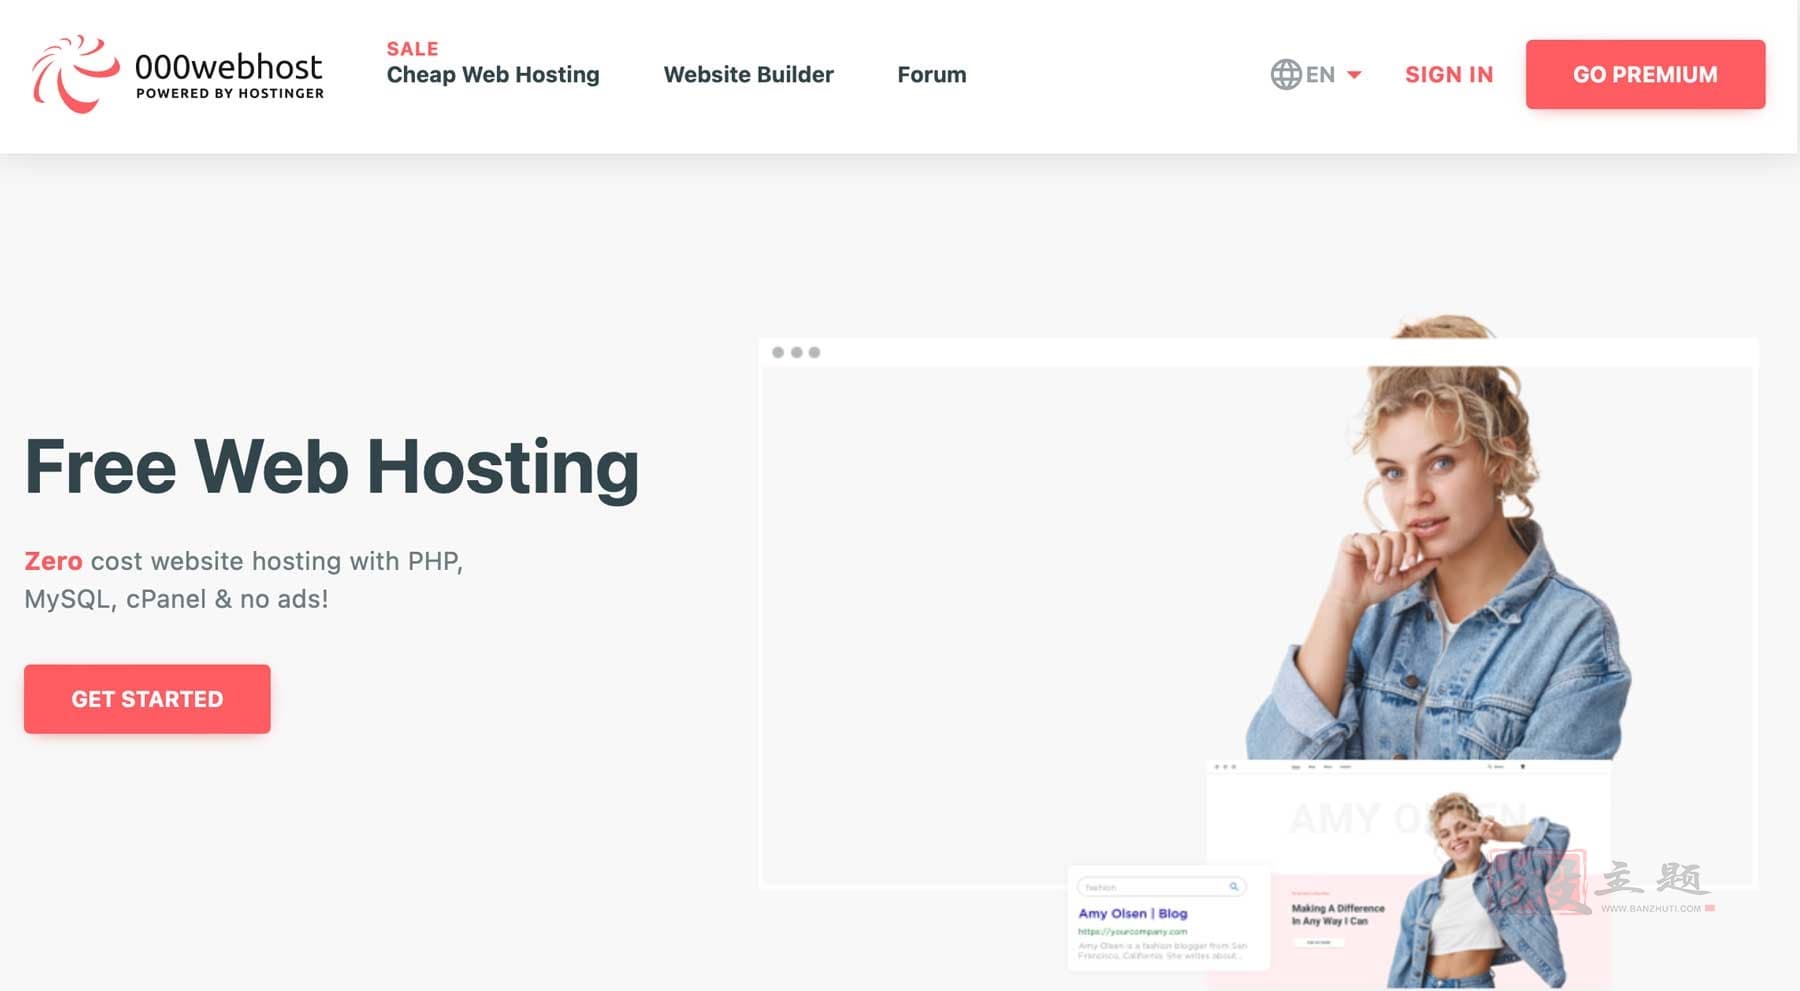 000webhost
POWERED BY HOSTINGER
SALE
Cheap Web Hosting
Website Builder
Forum
EN
SIGN IN
GO PREMIUM
Free Web Hosting
Zero cost website hosting with PHP,
MySQL, cPanel & no ads!
GET STARTED
AMY OLSEN
fashion
Amy Olsen | Blog
https://yourcompany.com
Amy Olsen is a fashion blogger from San
Francisco, California. She writes about...
Making A Difference
In Any Way I Can
主题
WWW.BANZHUTI.COM